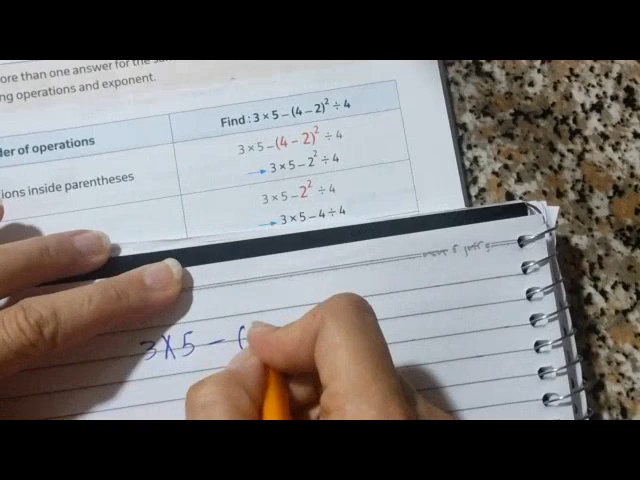 ore than one answer for the
ng operations and exponent.
der of operations
Find : 3 × 5 – (4 – 2)² ÷ 4
ions inside parentheses
3 × 5 – (4 – 2)² ÷ 4
→ 3 × 5 – 2² ÷ 4
3 × 5 – 2² ÷ 4
→ 3 × 5 – 4 ÷ 4
3 × 5 – (